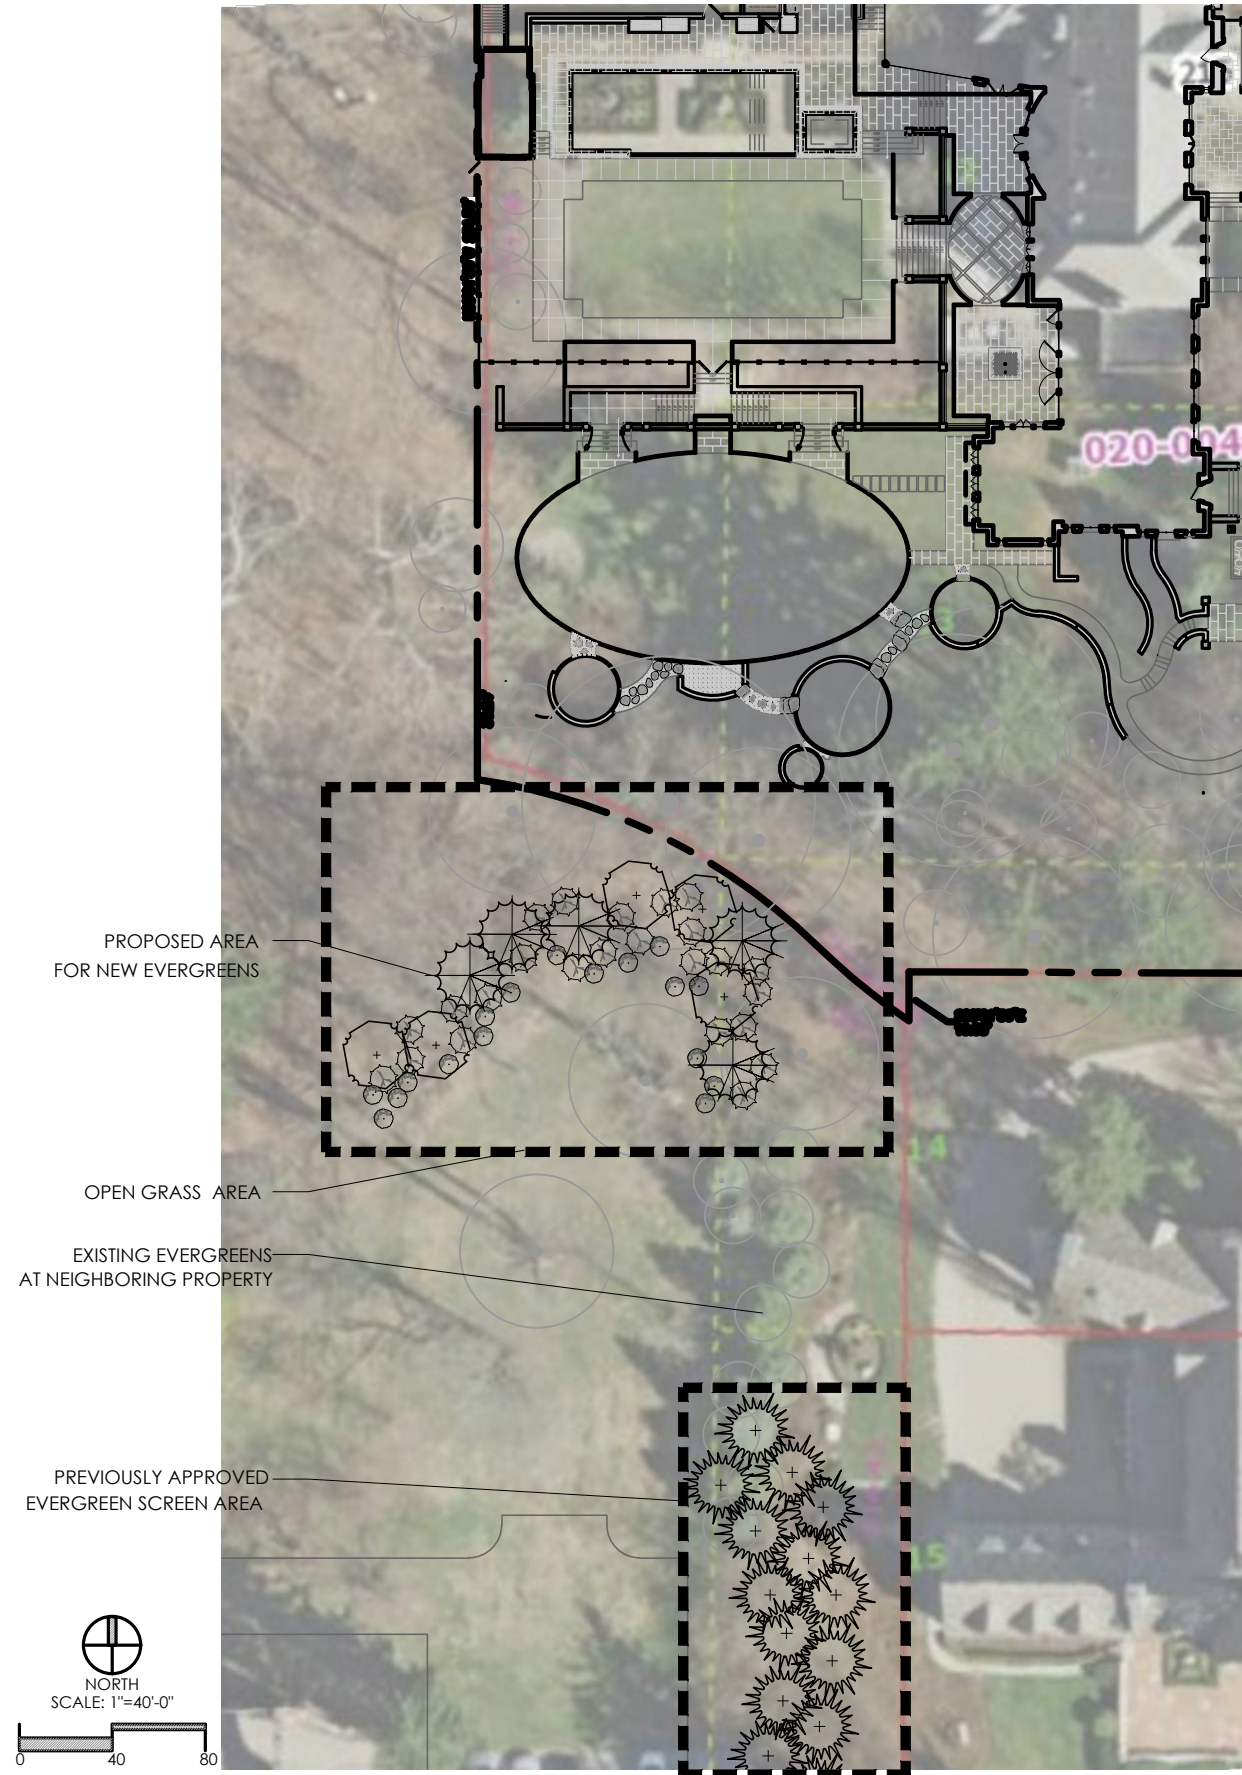 21
020-004
PROPOSED AREA
FOR NEW EVERGREENS
14
OPEN GRASS AREA
EXISTING EVERGREENS
AT NEIGHBORING PROPERTY
PREVIOUSLY APPROVED
EVERGREEN SCREEN AREA
15
NORTH
SCALE: 1"=40'-0"
0 40 80